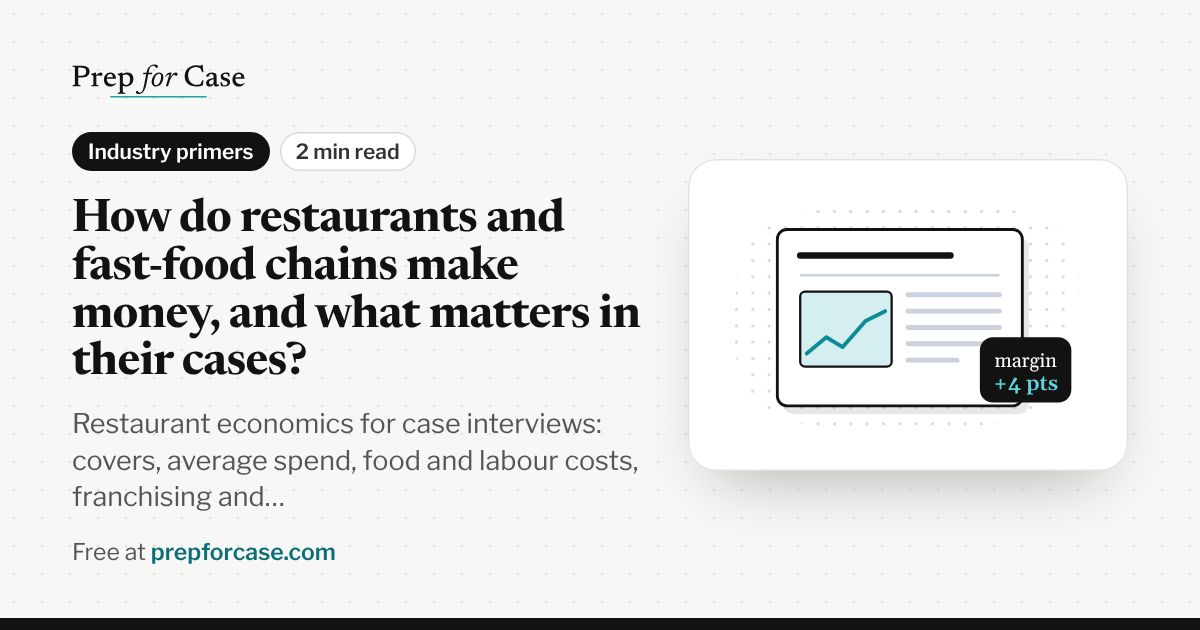 Prep for Case
Industry primers
2 min read
How do restaurants and
fast-food chains make
money, and what matters in
their cases?
Restaurant economics for case interviews:
covers, average spend, food and labour costs,
franchising and...
Free at prepforcase.com
margin
+4 pts